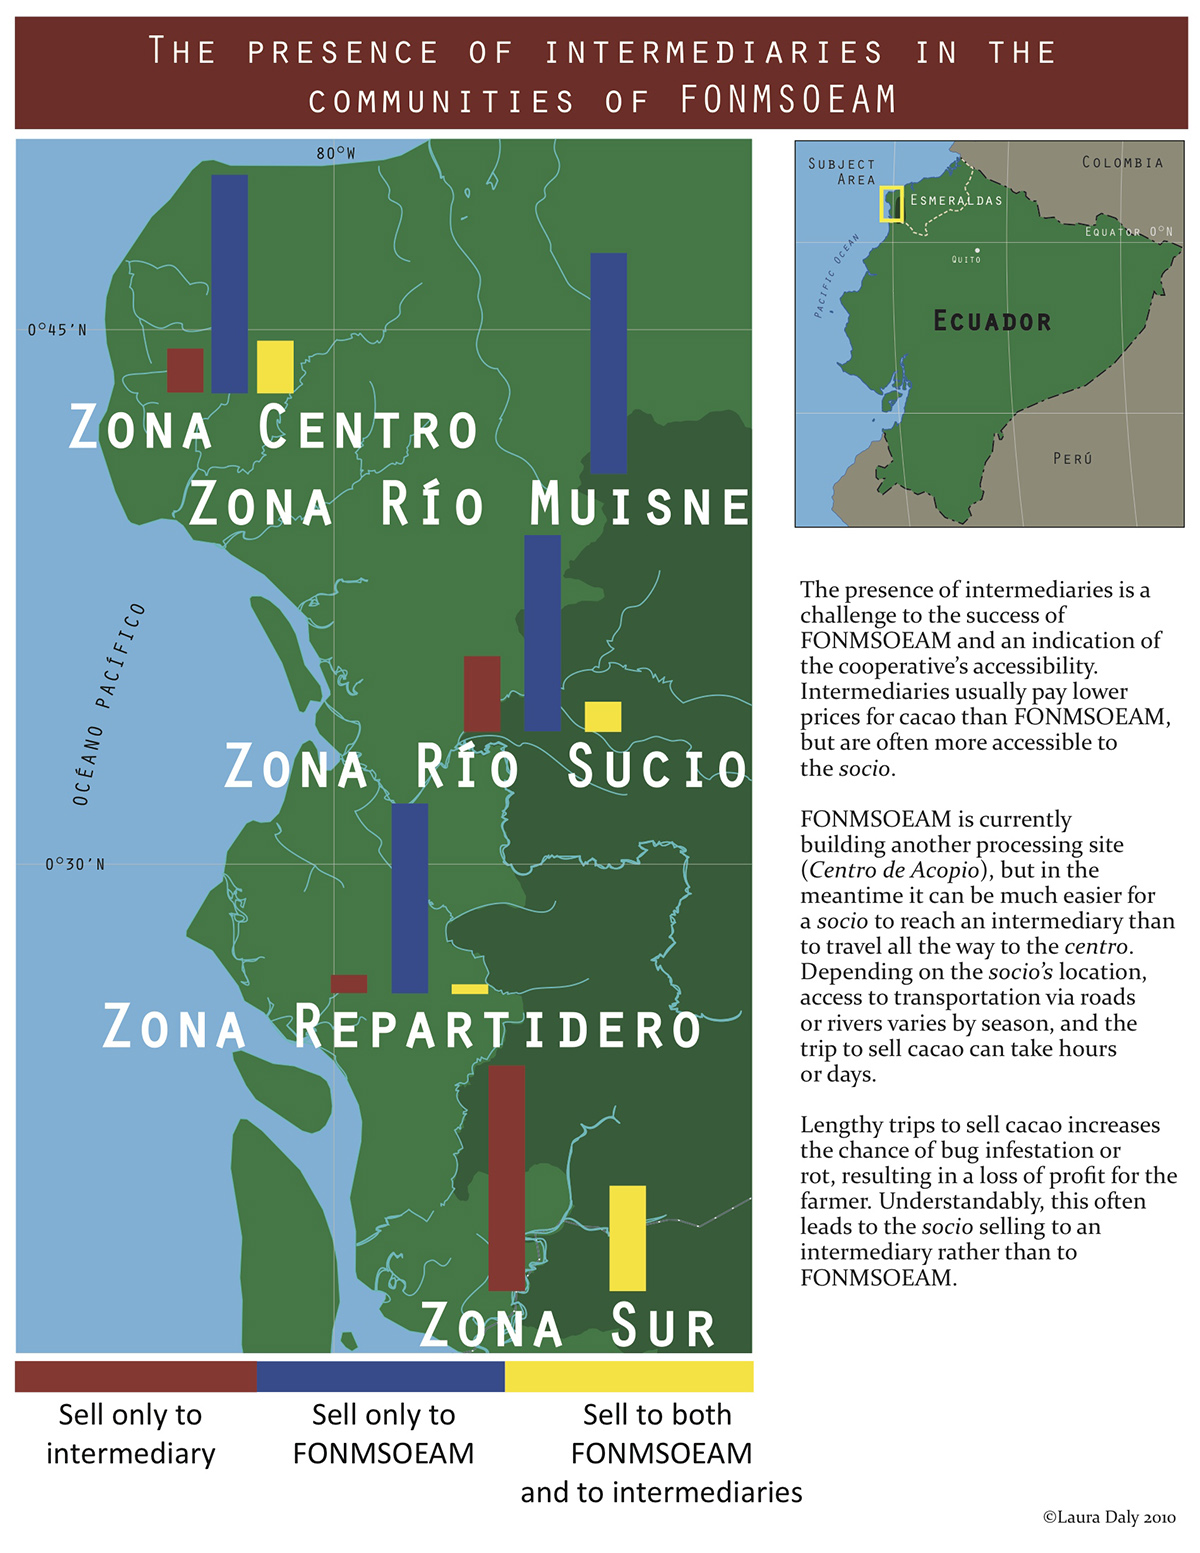 The presence of intermediaries in the
communities of FONMSOEAM
80°W
0°45'N
Zona Centro
Zona Río Muisne
Océano Pacífico
Zona Río Sucio
0°30'N
Zona Repartidero
Zona Sur
Sell only to
intermediary
Sell only to
FONMSOEAM
Sell to both
FONMSOEAM
and to intermediaries
Subject
Area
Colombia
Esmeraldas
Equator 0°N
Pacific Ocean
Quito
Ecuador
Perú
The presence of intermediaries is a
challenge to the success of
FONMSOEAM and an indication of
the cooperative's accessibility.
Intermediaries usually pay lower
prices for cacao than FONMSOEAM,
but are often more accessible to
the socio.
FONMSOEAM is currently
building another processing site
(Centro de Acopio), but in the
meantime it can be much easier for
a socio to reach an intermediary than
to travel all the way to the centro.
Depending on the socio's location,
access to transportation via roads
or rivers varies by season, and the
trip to sell cacao can take hours
or days.
Lengthy trips to sell cacao increases
the chance of bug infestation or
rot, resulting in a loss of profit for the
farmer. Understandably, this often
leads to the socio selling to an
intermediary rather than to
FONMSOEAM.
©Laura Daly 2010